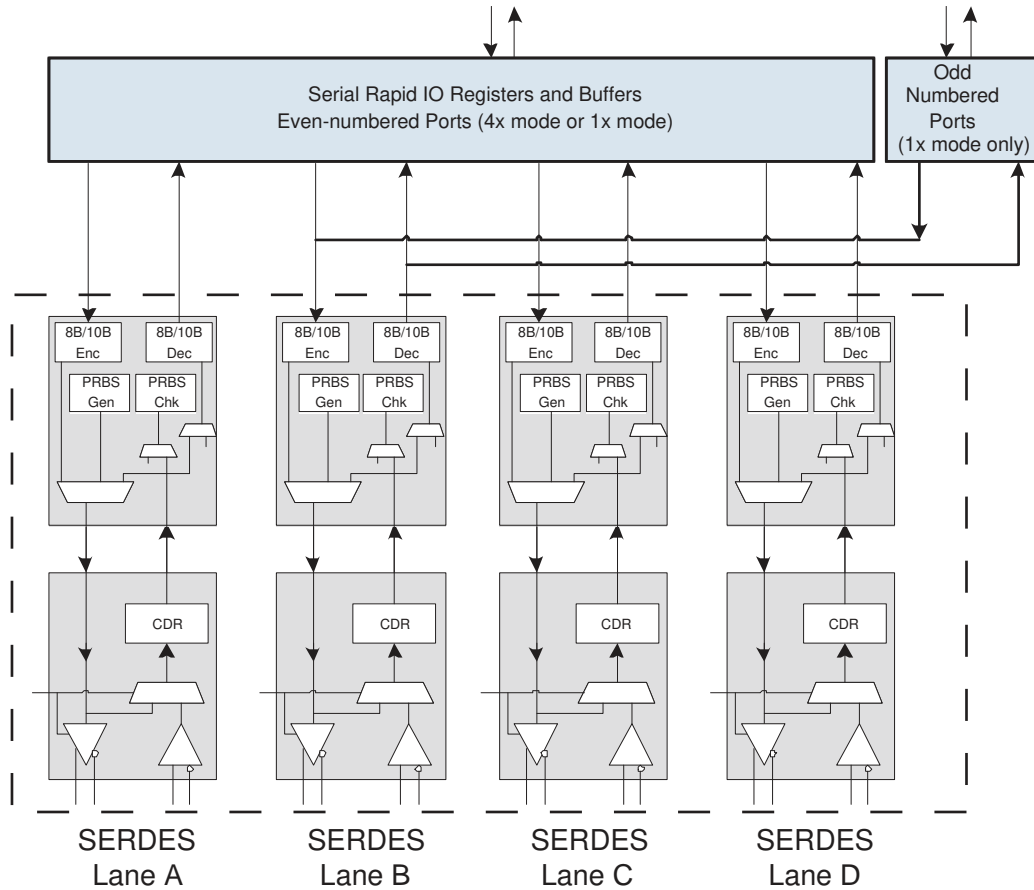 Serial Rapid IO Registers and Buffers
Even-numbered Ports (4x mode or 1x mode)
Odd
Numbered
Ports
(1x mode only)
8B/10B
Enc
8B/10B
Dec
PRBS
Gen
PRBS
Chk
CDR
8B/10B
Enc
8B/10B
Dec
PRBS
Gen
PRBS
Chk
CDR
8B/10B
Enc
8B/10B
Dec
PRBS
Gen
PRBS
Chk
CDR
8B/10B
Enc
8B/10B
Dec
PRBS
Gen
PRBS
Chk
CDR
SERDES
Lane A
SERDES
Lane B
SERDES
Lane C
SERDES
Lane D